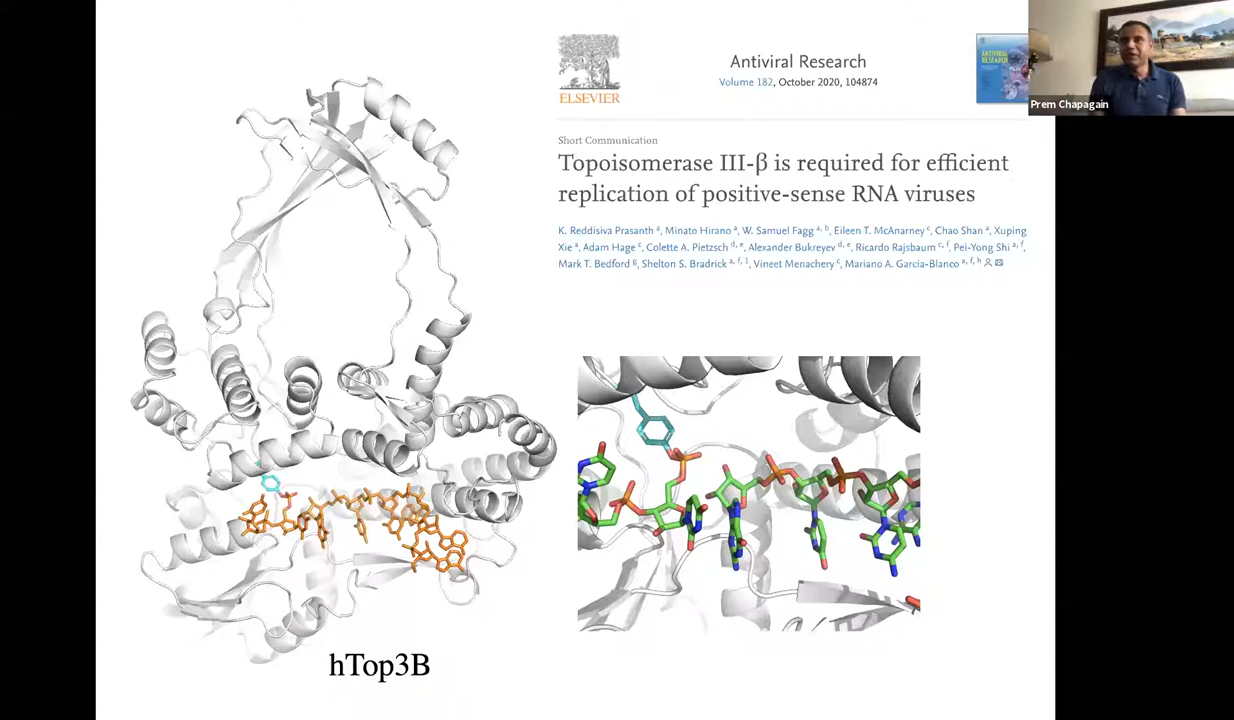 ELSEVIER
Antiviral Research
Volume 182, October 2020, 104874
ANTIVIRAL
RESEARCH
Prem Chapagain
Short Communication
Topoisomerase III-β is required for efficient
replication of positive-sense RNA viruses
K. Reddisiva Prasanth a, Minato Hirano a, W. Samuel Fagg a, b, Eileen T. McAnarney c, Chao Shan a, Xuping
Xie a, Adam Hage c, Colette A. Pietzsch d, e, Alexander Bukreyev d, e, Ricardo Rajsbaum c, f, Pei-Yong Shi a, f,
Mark T. Bedford g, Shelton S. Bradrick a, f, 1, Vineet Menachery c, Mariano A. Garcia-Blanco a, f, h
hTop3B